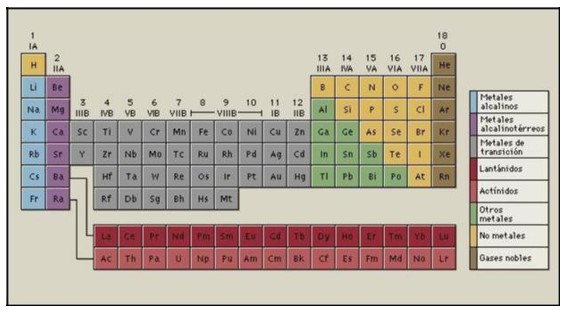 1 18
IA 0
H 2 13 14 15 16 17 He
IIA IIIA IVA VA VIA VIIA
Li Be B C N O F Ne
Na Mg 3 4 5 6 7 8 9 10 11 12 Al Si P S Cl Ar
IIIB IVB VB VIB VIIB VIIIB IB IIB
K Ca Sc Ti V Cr Mn Fe Co Ni Cu Zn Ga Ge As Se Br Kr
Rb Sr Y Zr Nb Mo Tc Ru Rh Pd Ag Cd In Sn Sb Te I Xe
Cs Ba Hf Ta W Re Os Ir Pt Au Hg Tl Pb Bi Po At Rn
Fr Ra Rf Db Sg Bh Hs Mt
La Ce Pr Nd Pm Sm Eu Gd Tb Dy Ho Er Tm Yb Lu
Ac Th Pa U Np Pu Am Cm Bk Cf Es Fm Md No Lr
Metales
alcalinos
Metales
alcalinotérreos
Metales de
transición
Lantánidos
Actínidos
Otros
metales
No metales
Gases nobles